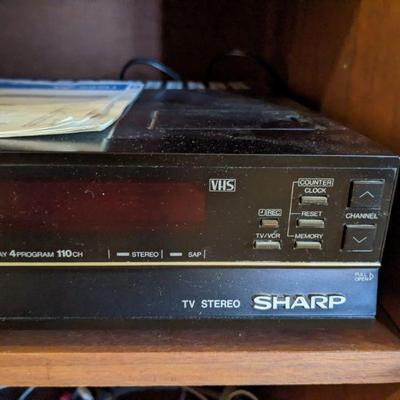 VHS
COUNTER
CLOCK
REC
RESET
CHANNEL
TV/VCR
MEMORY
AY 4PROGRAM 110CH
STEREO
SAP
PULL
OPEN
TV STEREO SHARP